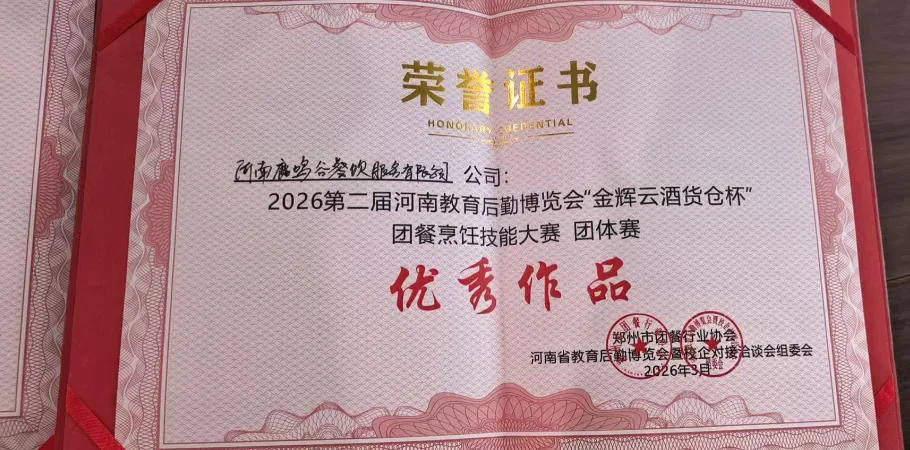 荣誉证书
HONORARY CREDENTIAL
河南鹿鸣谷餐饮服务有限公司 公司：
2026第二届河南教育后勤博览会“金辉云酒货仓杯”
团餐烹饪技能大赛 团体赛
优秀作品
郑州市团餐行业协会
河南省教育后勤博览会暨校企对接洽谈会组委会
2026年3月